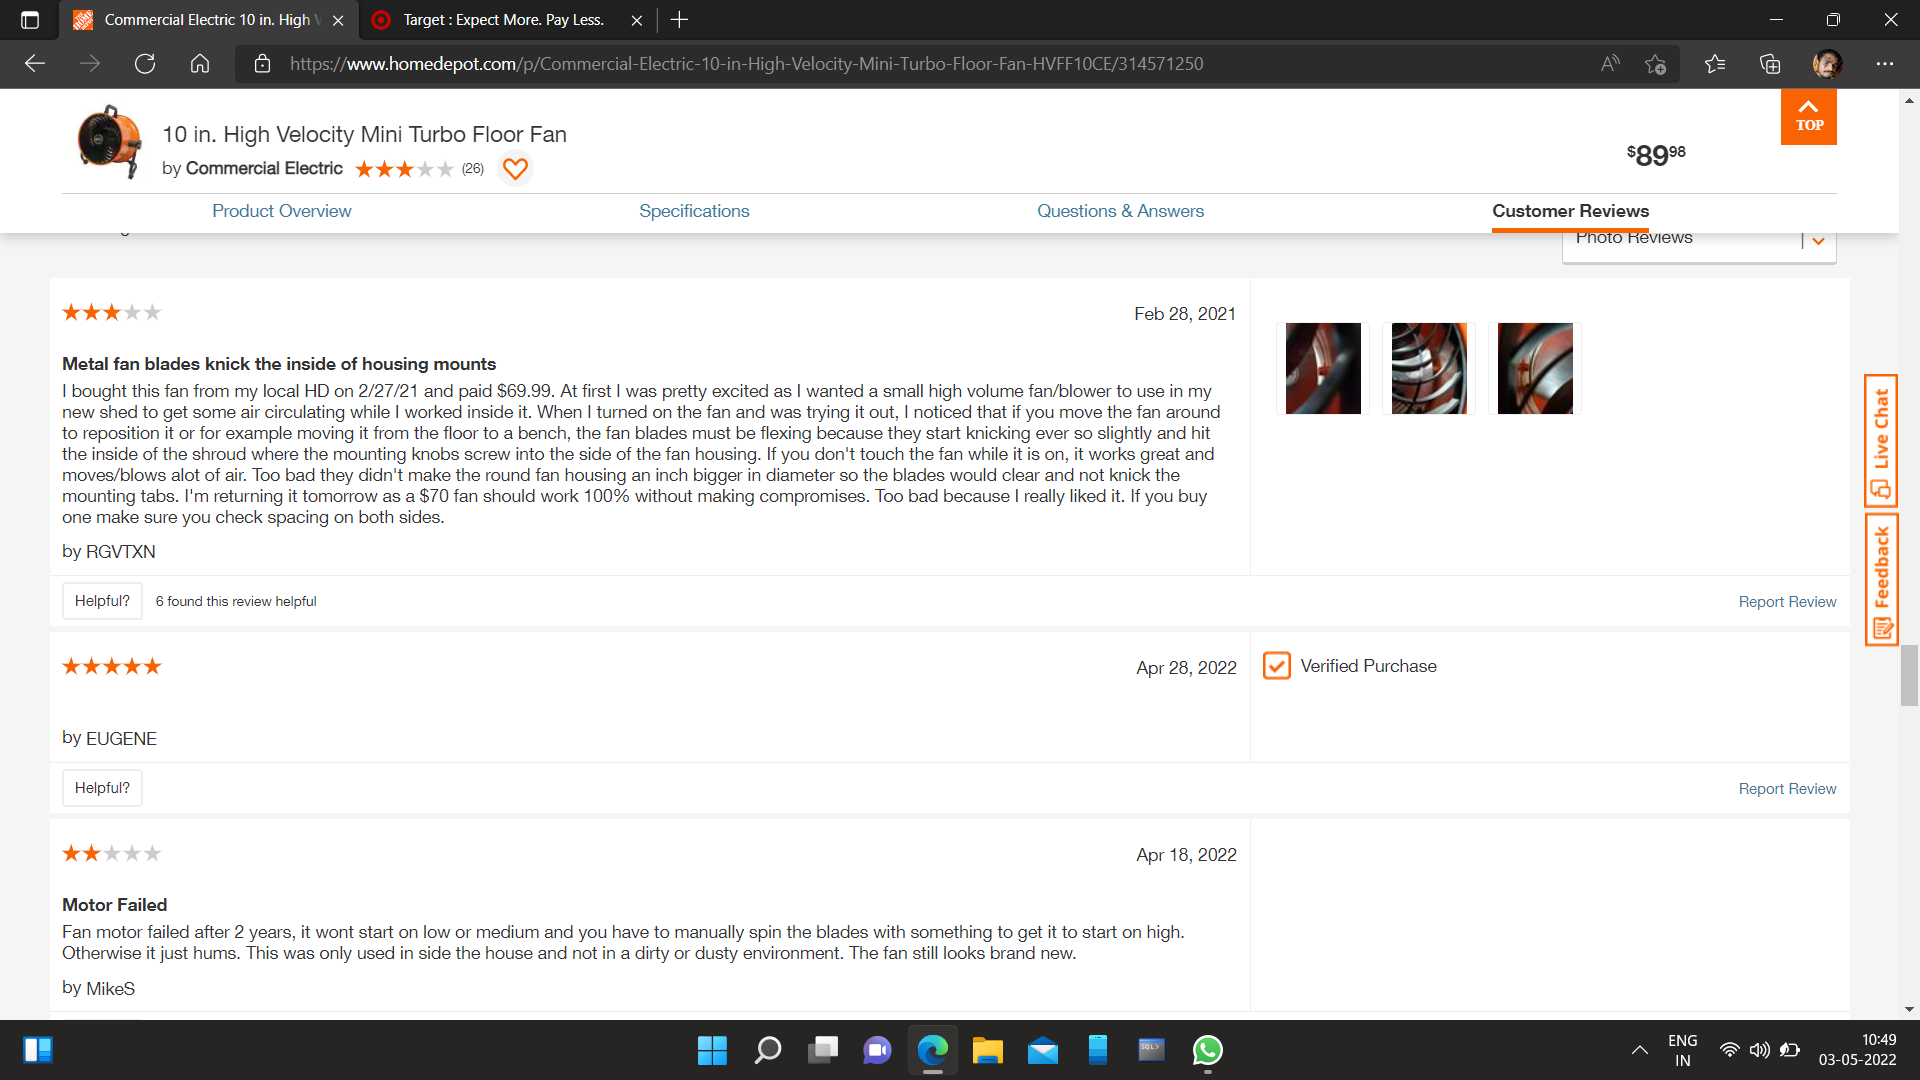 Commercial Electric 10 in. High V
Target : Expect More. Pay Less.
https://www.homedepot.com/p/Commercial-Electric-10-in-High-Velocity-Mini-Turbo-Floor-Fan-HVFF10CE/314571250
10 in. High Velocity Mini Turbo Floor Fan
by Commercial Electric (26)
$89 98
TOP
Product Overview
Specifications
Questions & Answers
Customer Reviews
Photo Reviews
Feb 28, 2021
Metal fan blades knick the inside of housing mounts
I bought this fan from my local HD on 2/27/21 and paid $69.99. At first I was pretty excited as I wanted a small high volume fan/blower to use in my
new shed to get some air circulating while I worked inside it. When I turned on the fan and was trying it out, I noticed that if you move the fan around
to reposition it or for example moving it from the floor to a bench, the fan blades must be flexing because they start knicking ever so slightly and hit
the inside of the shroud where the mounting knobs screw into the side of the fan housing. If you don't touch the fan while it is on, it works great and
moves/blows alot of air. Too bad they didn't make the round fan housing an inch bigger in diameter so the blades would clear and not knick the
mounting tabs. I'm returning it tomorrow as a $70 fan should work 100% without making compromises. Too bad because I really liked it. If you buy
one make sure you check spacing on both sides.
by RGVTXN
Helpful?
6 found this review helpful
Report Review
Live Chat
Feedback
Apr 28, 2022
Verified Purchase
by EUGENE
Helpful?
Report Review
Apr 18, 2022
Motor Failed
Fan motor failed after 2 years, it wont start on low or medium and you have to manually spin the blades with something to get it to start on high.
Otherwise it just hums. This was only used in side the house and not in a dirty or dusty environment. The fan still looks brand new.
by MikeS
SQL>
ENG
IN
10:49
03-05-2022